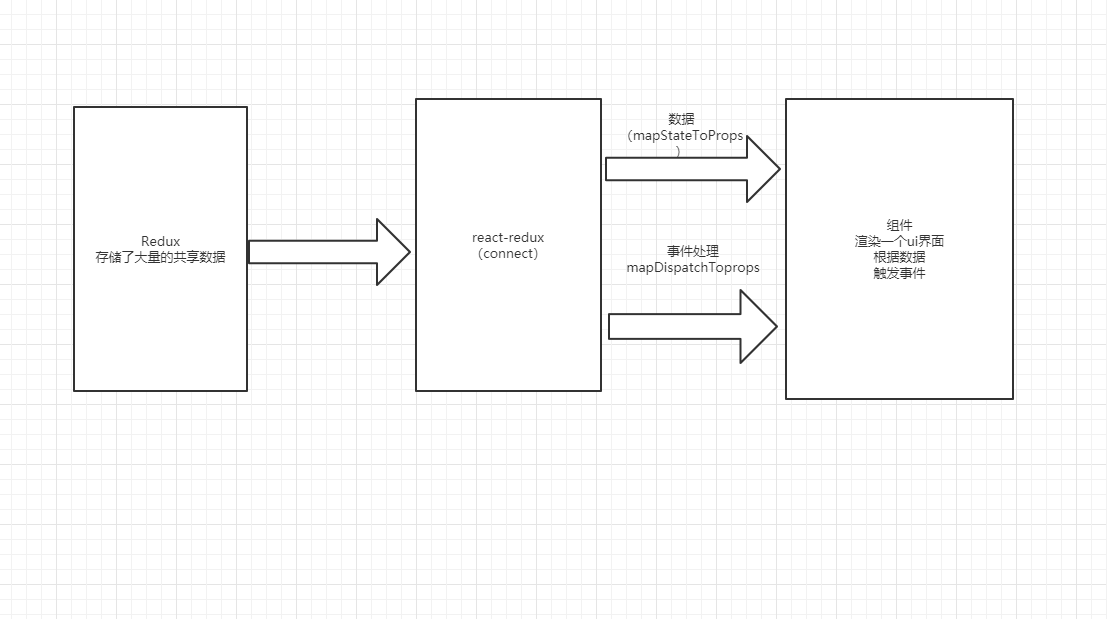 Redux
存储了大量的共享数据
react-redux
（connect）
数据
（mapStateToProps
）
事件处理
mapDispatchToprops
组件
渲染一个ui界面
根据数据
触发事件